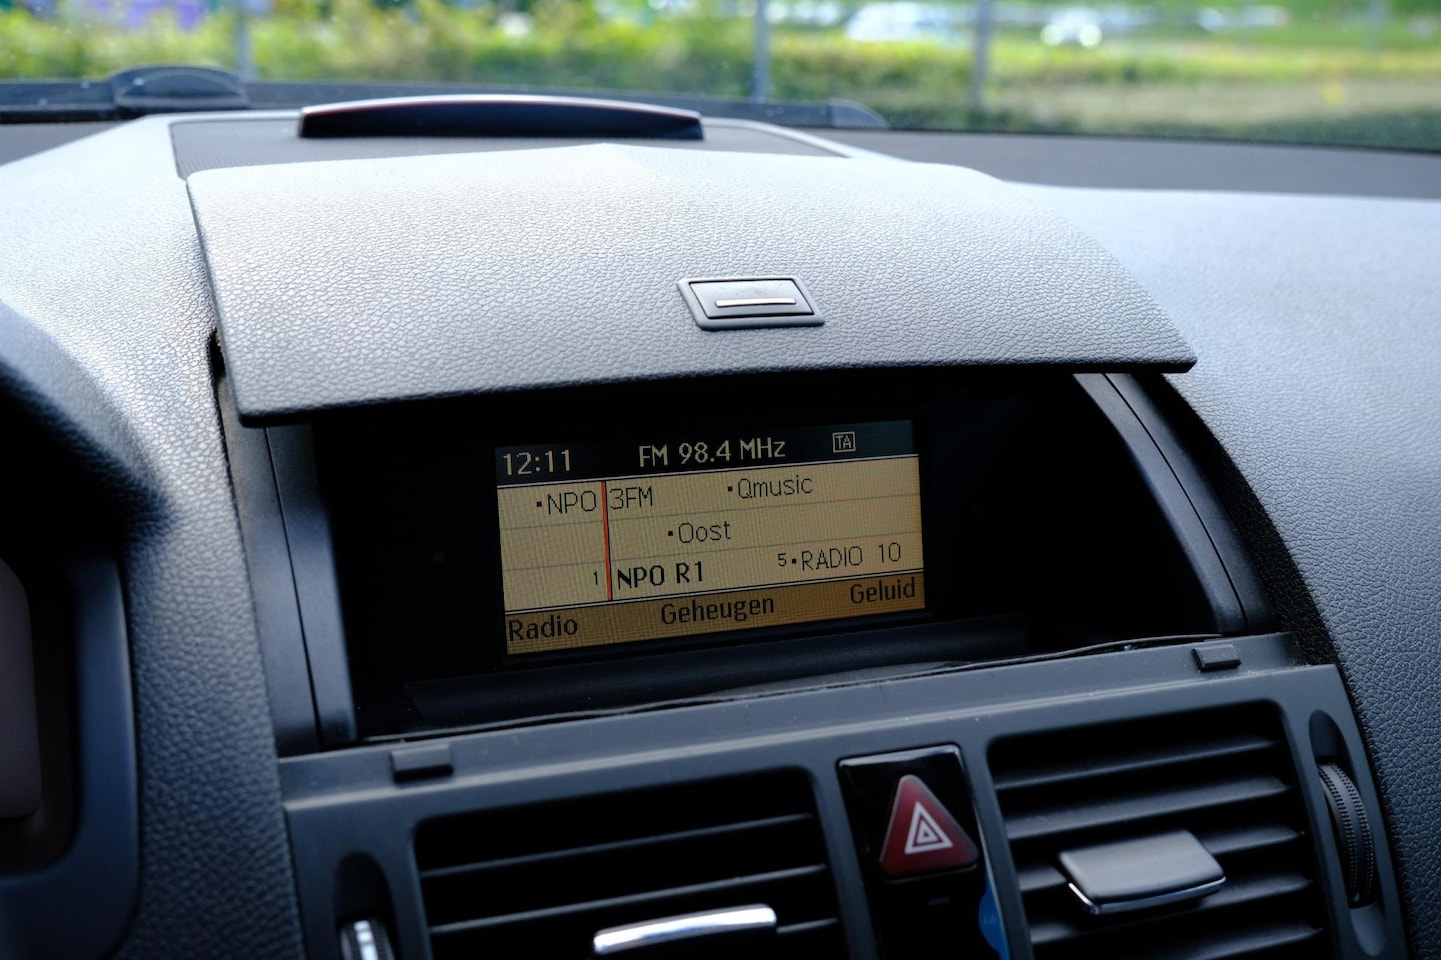 12:11 FM 98.4 MHz TA
▪NPO 3FM ▪Qmusic
▪Oost
1 NPO R1 5▪RADIO 10
Radio Geheugen Geluid